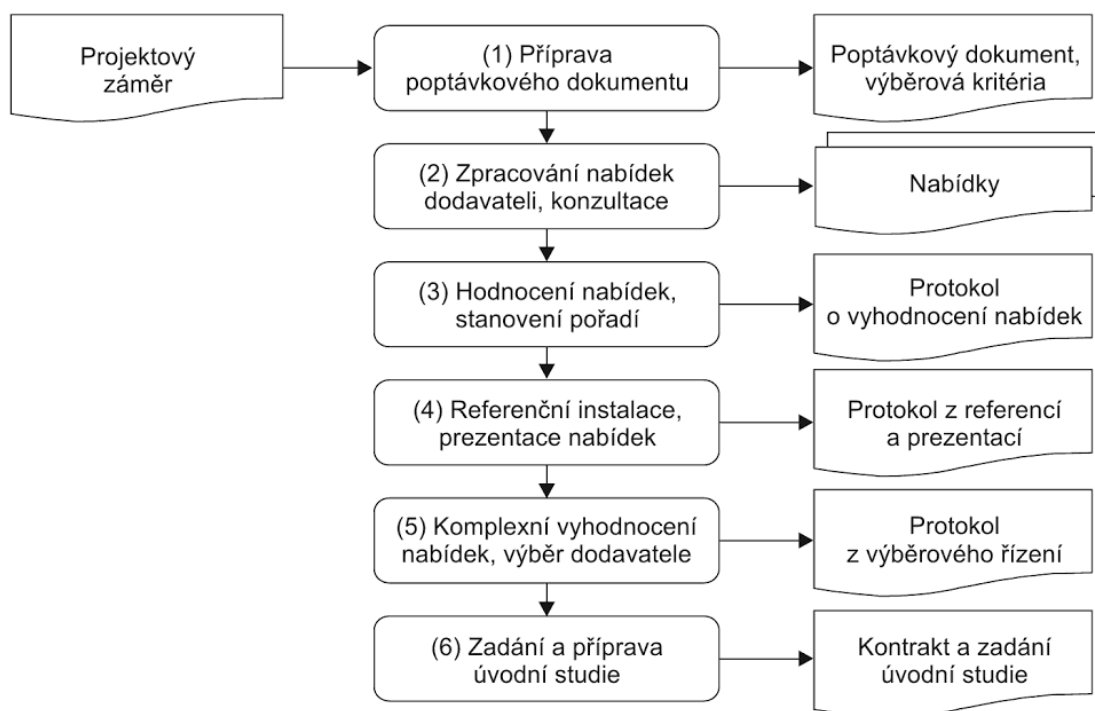 Projektový
záměr
(1) Příprava
poptávkového dokumentu
Poptávkový dokument,
výběrová kritéria
(2) Zpracování nabídek
dodavateli, konzultace
Nabídky
(3) Hodnocení nabídek,
stanovení pořadí
Protokol
o vyhodnocení nabídek
(4) Referenční instalace,
prezentace nabídek
Protokol z referencí
a prezentací
(5) Komplexní vyhodnocení
nabídek, výběr dodavatele
Protokol
z výběrového řízení
(6) Zadání a příprava
úvodní studie
Kontrakt a zadání
úvodní studie